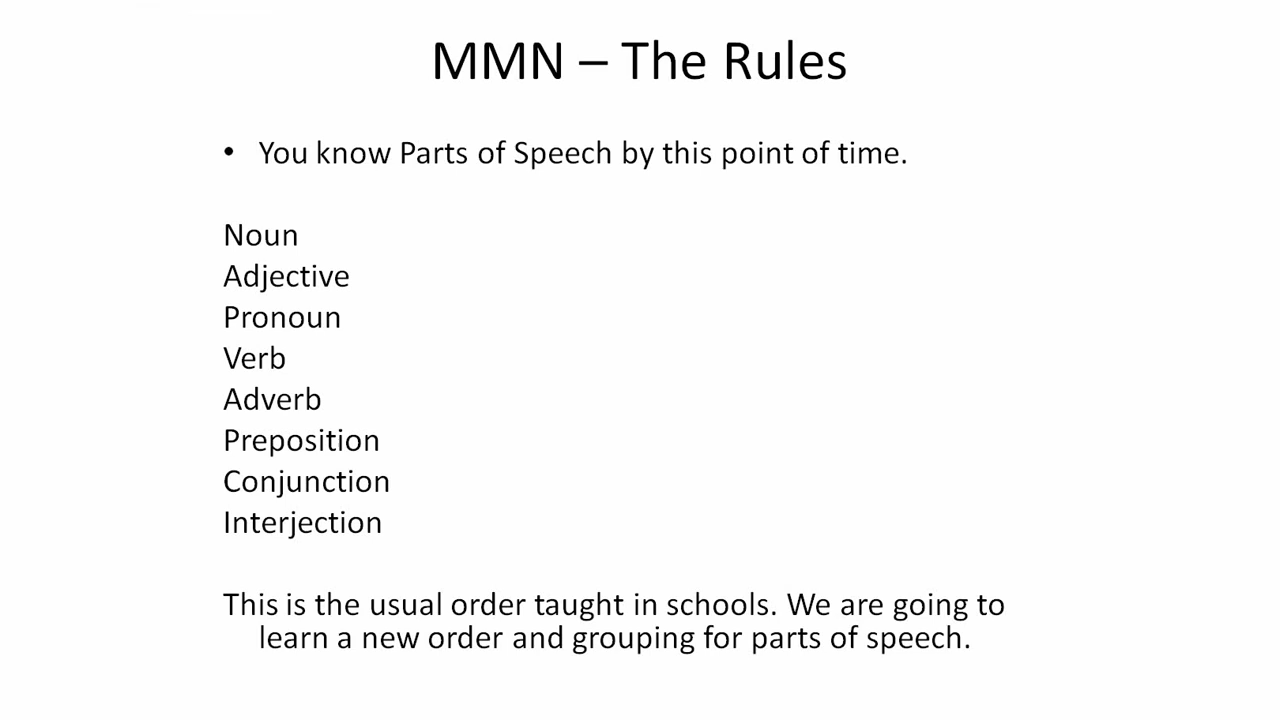 MMN – The Rules
• You know Parts of Speech by this point of time.
Noun
Adjective
Pronoun
Verb
Adverb
Preposition
Conjunction
Interjection
This is the usual order taught in schools. We are going to
learn a new order and grouping for parts of speech.